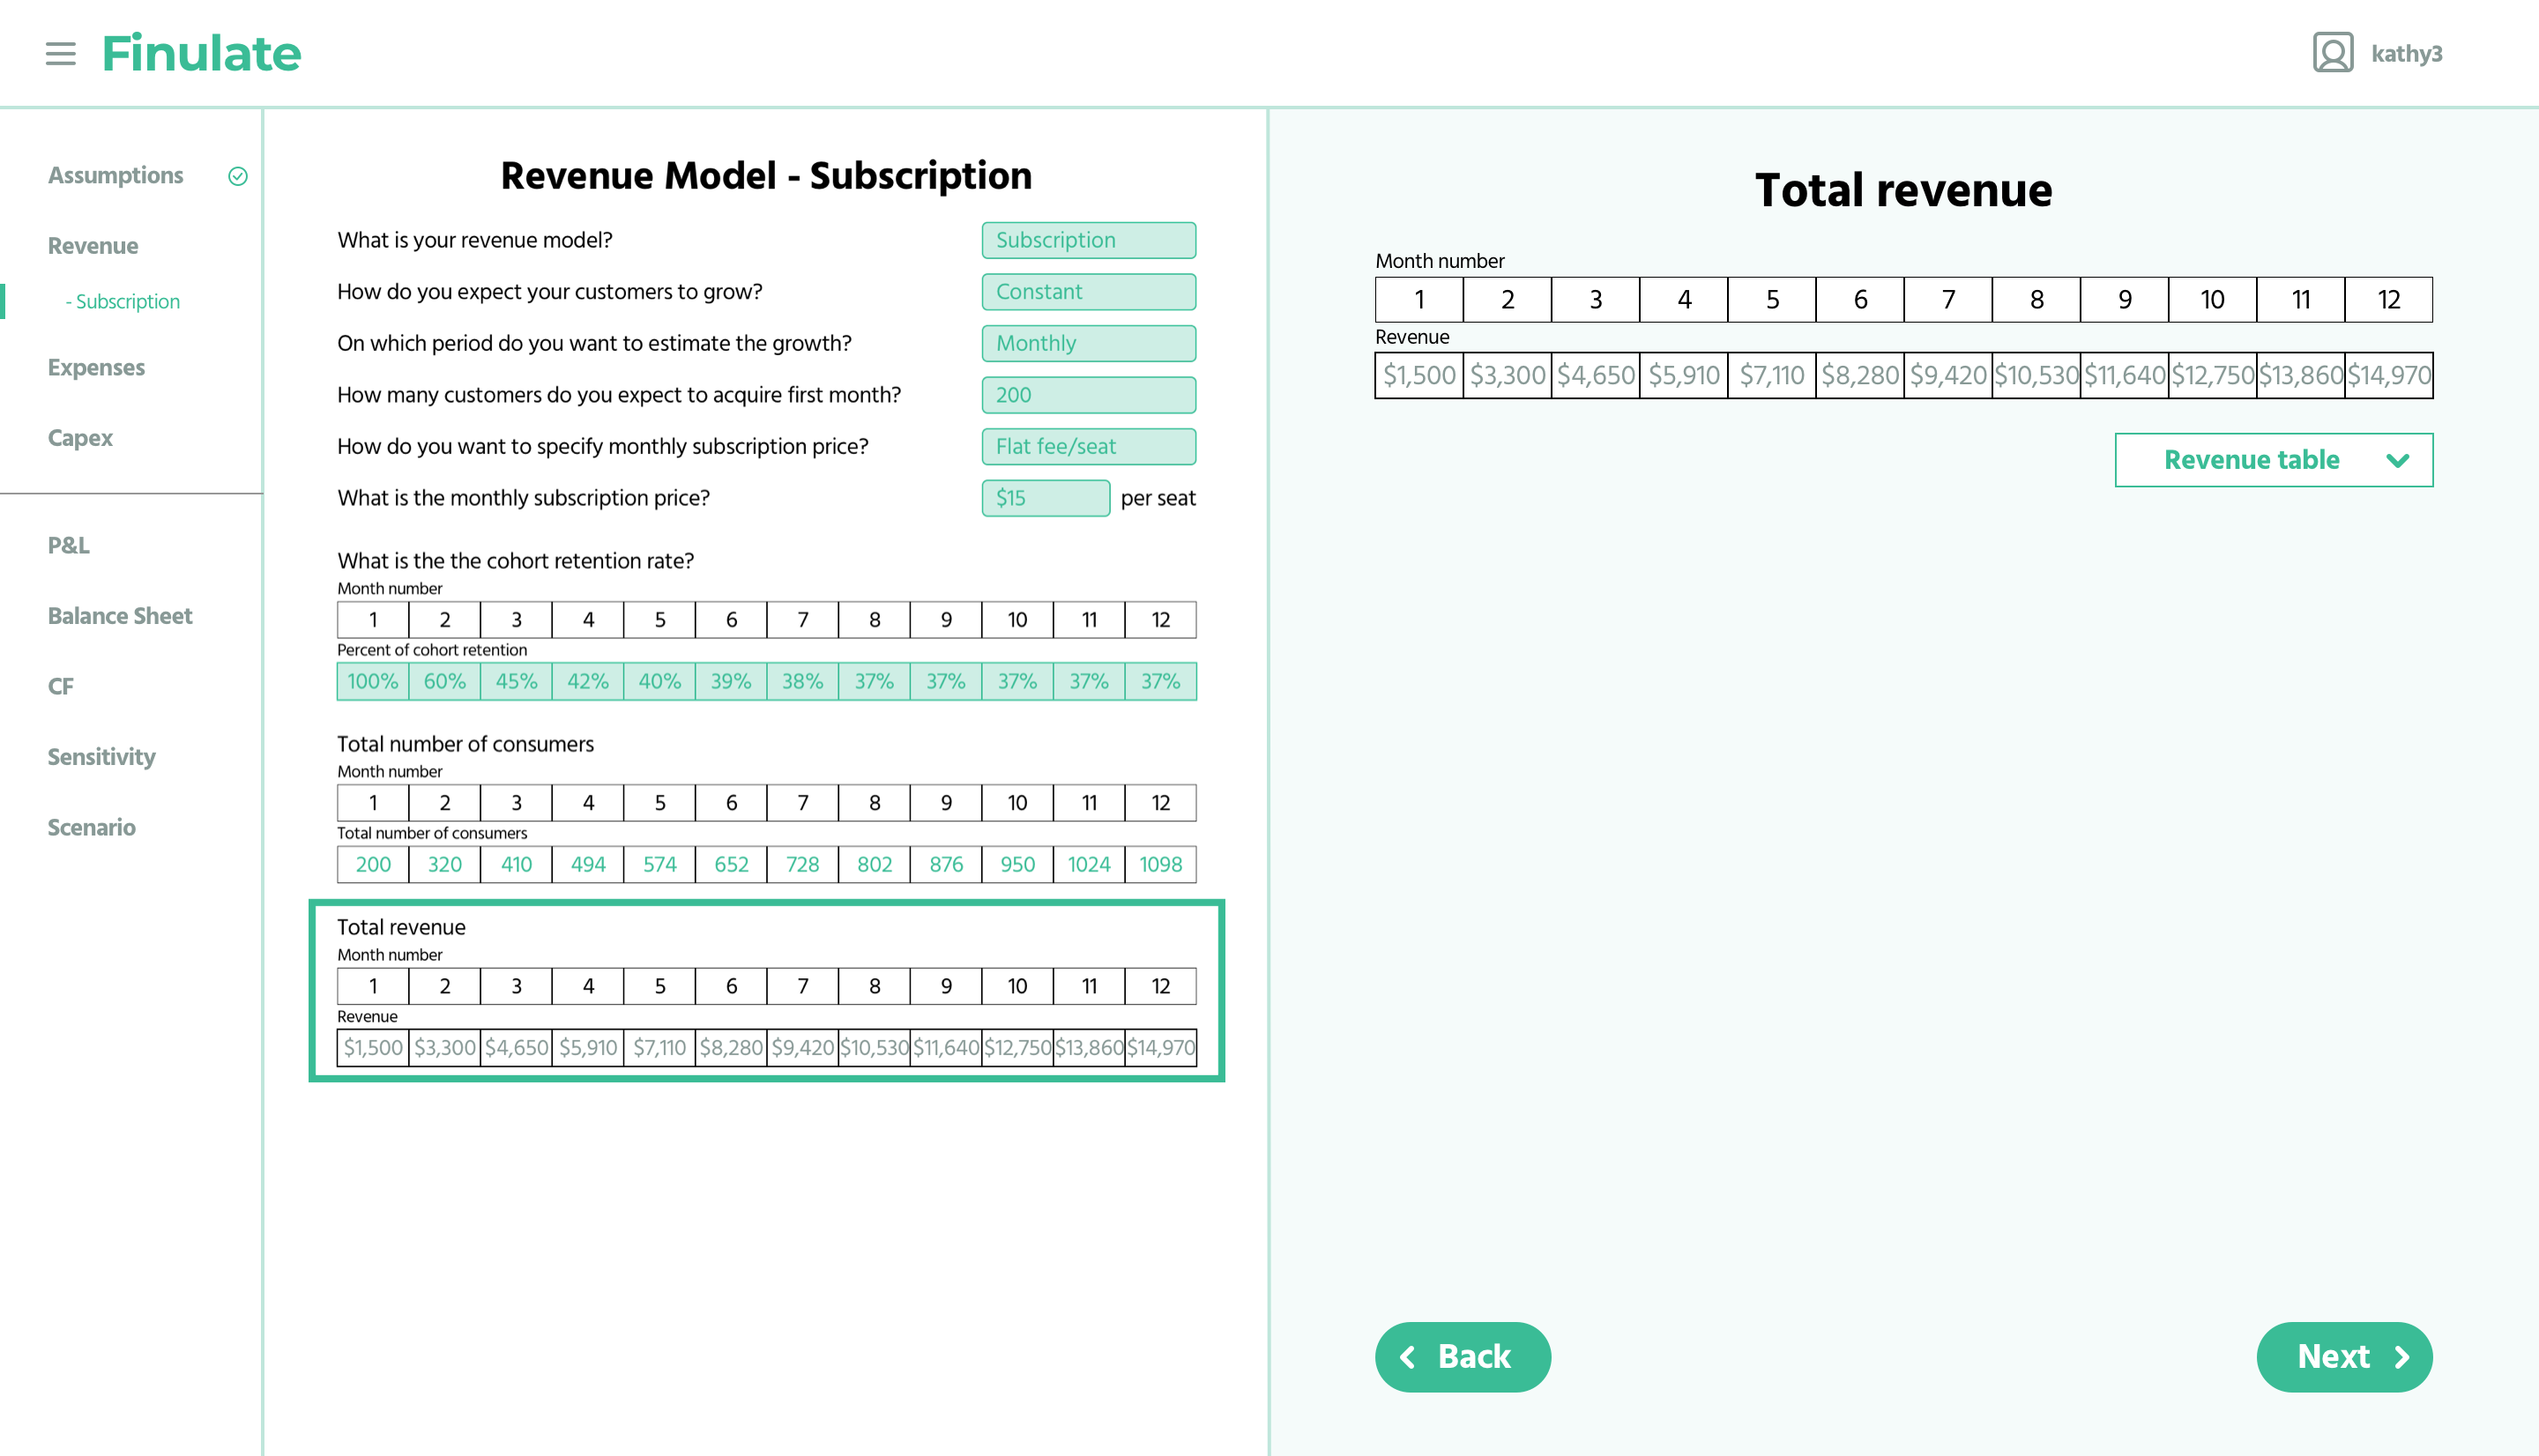 Finulate
kathy3
Assumptions
Revenue
- Subscription
Expenses
Capex
P&L
Balance Sheet
CF
Sensitivity
Scenario
Revenue Model - Subscription
What is your revenue model? Subscription
How do you expect your customers to grow? Constant
On which period do you want to estimate the growth? Monthly
How many customers do you expect to acquire first month? 200
How do you want to specify monthly subscription price? Flat fee/seat
What is the monthly subscription price? $15 per seat
What is the the cohort retention rate?
Month number
1 2 3 4 5 6 7 8 9 10 11 12
Percent of cohort retention
100% 60% 45% 42% 40% 39% 38% 37% 37% 37% 37% 37%
Total number of consumers
Month number
1 2 3 4 5 6 7 8 9 10 11 12
Total number of consumers
200 320 410 494 574 652 728 802 876 950 1024 1098
Total revenue
Month number
1 2 3 4 5 6 7 8 9 10 11 12
Revenue
$1,500 $3,300 $4,650 $5,910 $7,110 $8,280 $9,420 $10,530 $11,640 $12,750 $13,860 $14,970
Total revenue
Month number
1 2 3 4 5 6 7 8 9 10 11 12
Revenue
$1,500 $3,300 $4,650 $5,910 $7,110 $8,280 $9,420 $10,530 $11,640 $12,750 $13,860 $14,970
Revenue table
Back
Next